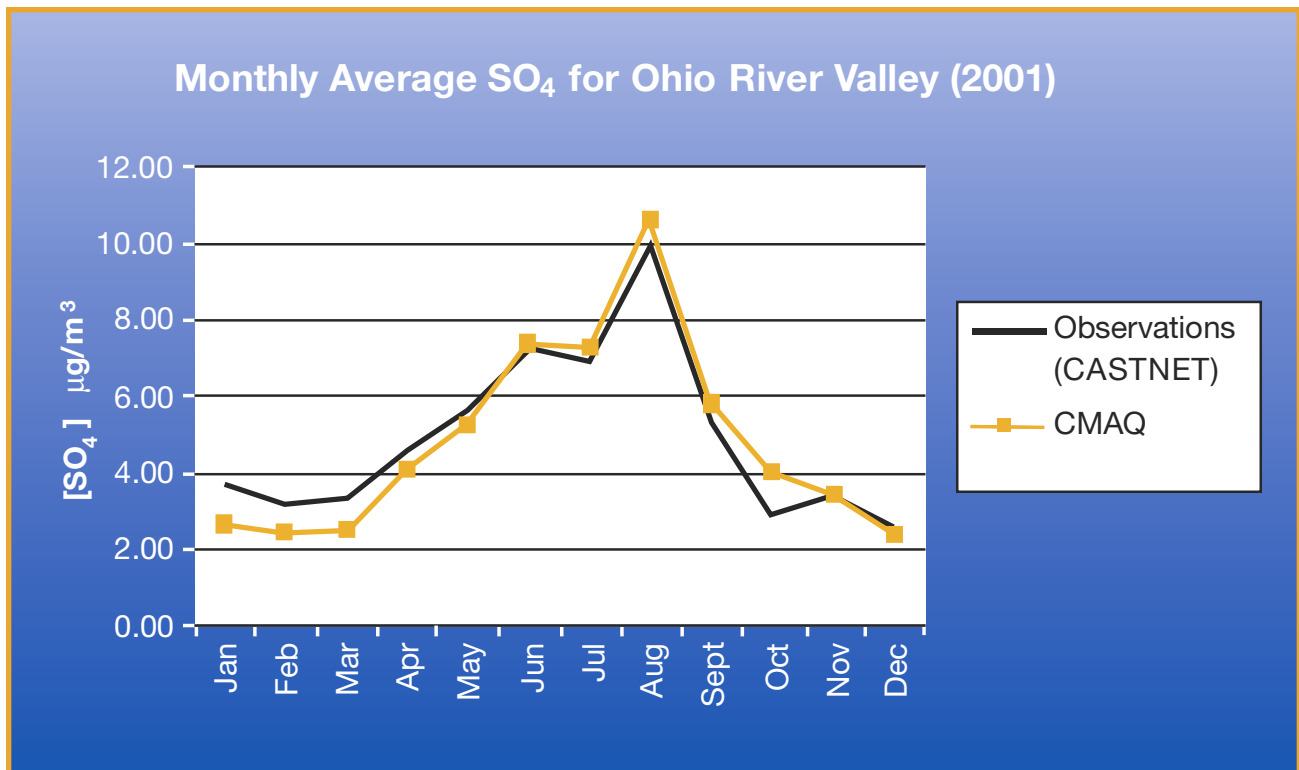 Monthly Average SO₄ for Ohio River Valley (2001)
12.00
10.00
8.00
6.00
4.00
2.00
0.00
[SO₄] µg/m³
Jan
Feb
Mar
Apr
May
Jun
Jul
Aug
Sept
Oct
Nov
Dec
Observations
(CASTNET)
CMAQ